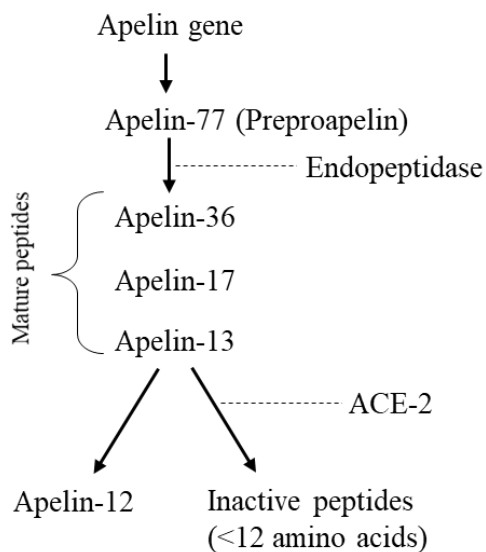 Apelin gene
Apelin-77 (Preproapelin)
Endopeptidase
Mature peptides
Apelin-36
Apelin-17
Apelin-13
ACE-2
Apelin-12
Inactive peptides
(<12 amino acids)